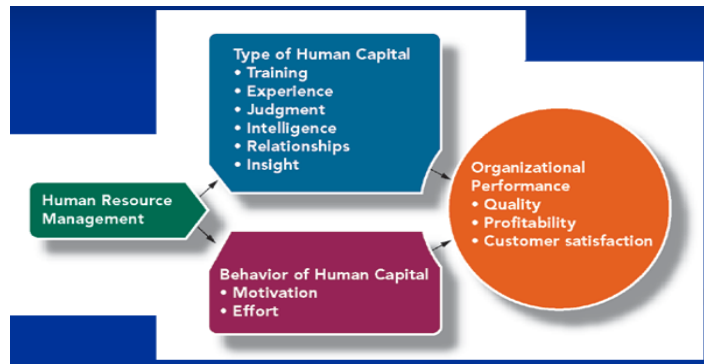 Type of Human Capital
• Training
• Experience
• Judgment
• Intelligence
• Relationships
• Insight
Human Resource
Management
Organizational
Performance
• Quality
• Profitability
• Customer satisfaction
Behavior of Human Capital
• Motivation
• Effort